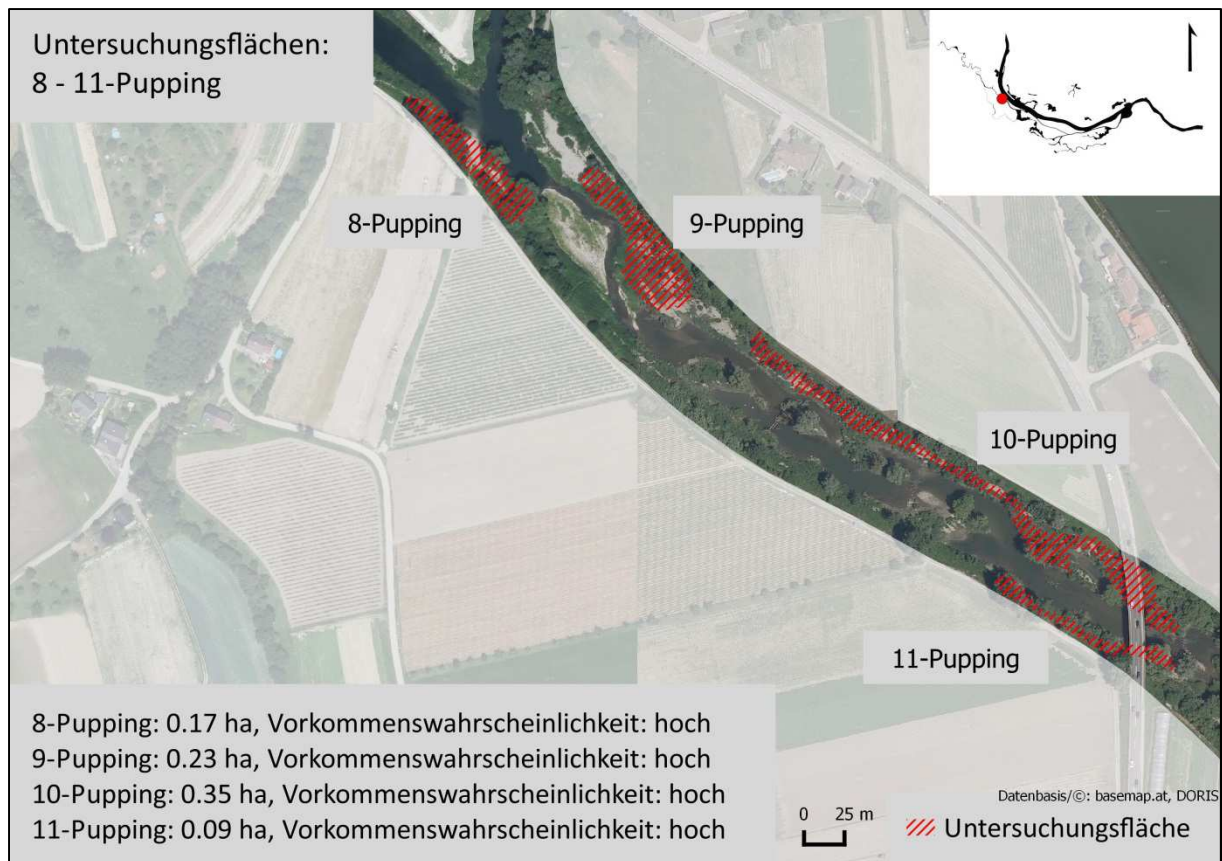 Untersuchungsflächen:
8 - 11-Pupping
8-Pupping
9-Pupping
10-Pupping
11-Pupping
8-Pupping: 0.17 ha, Vorkommenswahrscheinlichkeit: hoch
9-Pupping: 0.23 ha, Vorkommenswahrscheinlichkeit: hoch
10-Pupping: 0.35 ha, Vorkommenswahrscheinlichkeit: hoch
11-Pupping: 0.09 ha, Vorkommenswahrscheinlichkeit: hoch
0 25 m
Datenbasis/©: basemap.at, DORIS
Untersuchungsfläche